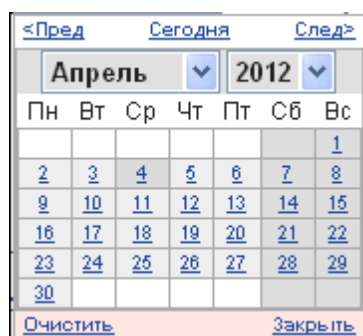 <Пред Сегодня След>
Апрель 2012
Пн Вт Ср Чт Пт Сб Вс
1
2 3 4 5 6 7 8
9 10 11 12 13 14 15
16 17 18 19 20 21 22
23 24 25 26 27 28 29
30
Очистить Закрыть